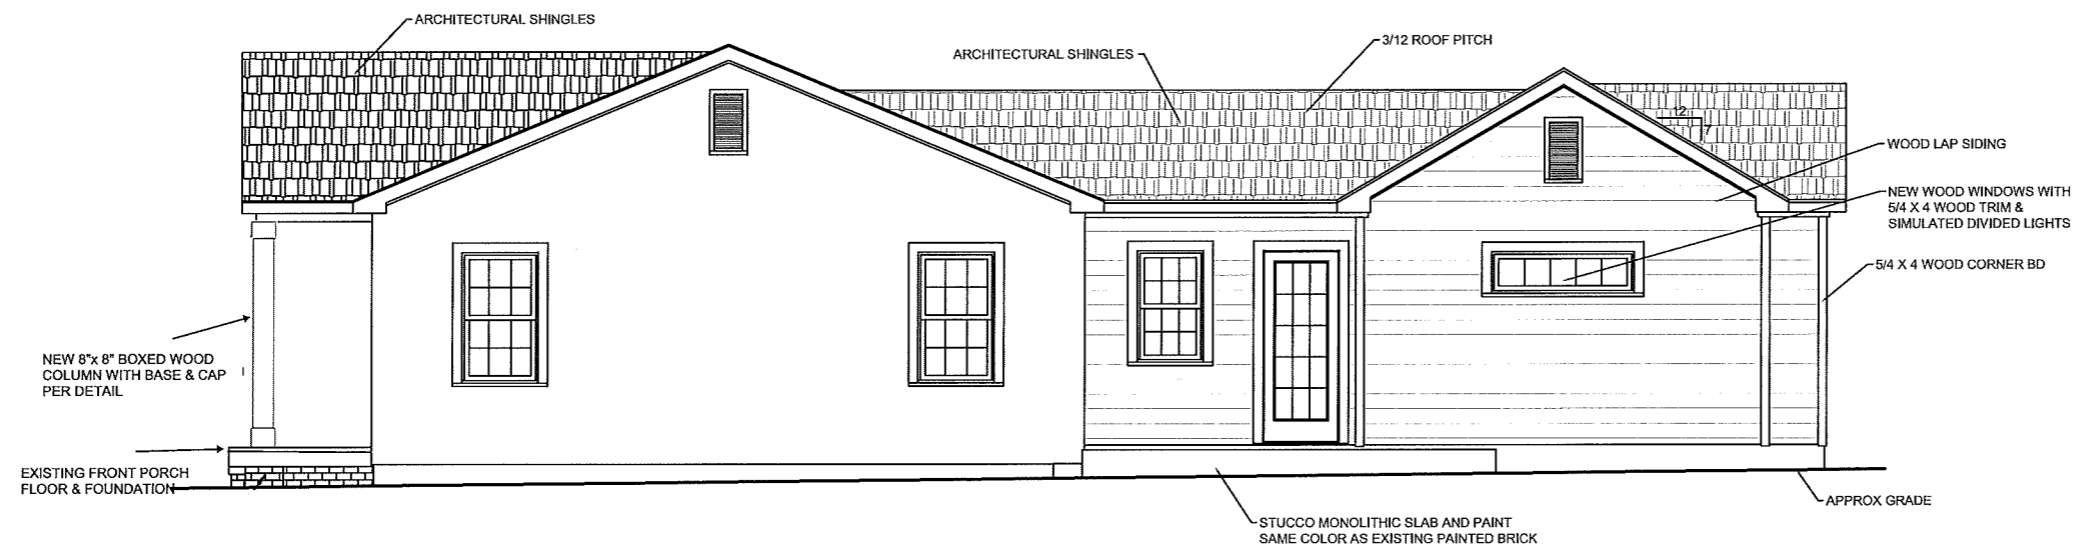 ARCHITECTURAL SHINGLES
ARCHITECTURAL SHINGLES
3/12 ROOF PITCH
12
7
WOOD LAP SIDING
NEW WOOD WINDOWS WITH
5/4 X 4 WOOD TRIM &
SIMULATED DIVIDED LIGHTS
5/4 X 4 WOOD CORNER BD
NEW 8"x 8" BOXED WOOD
COLUMN WITH BASE & CAP
PER DETAIL
EXISTING FRONT PORCH
FLOOR & FOUNDATION
APPROX GRADE
STUCCO MONOLITHIC SLAB AND PAINT
SAME COLOR AS EXISTING PAINTED BRICK